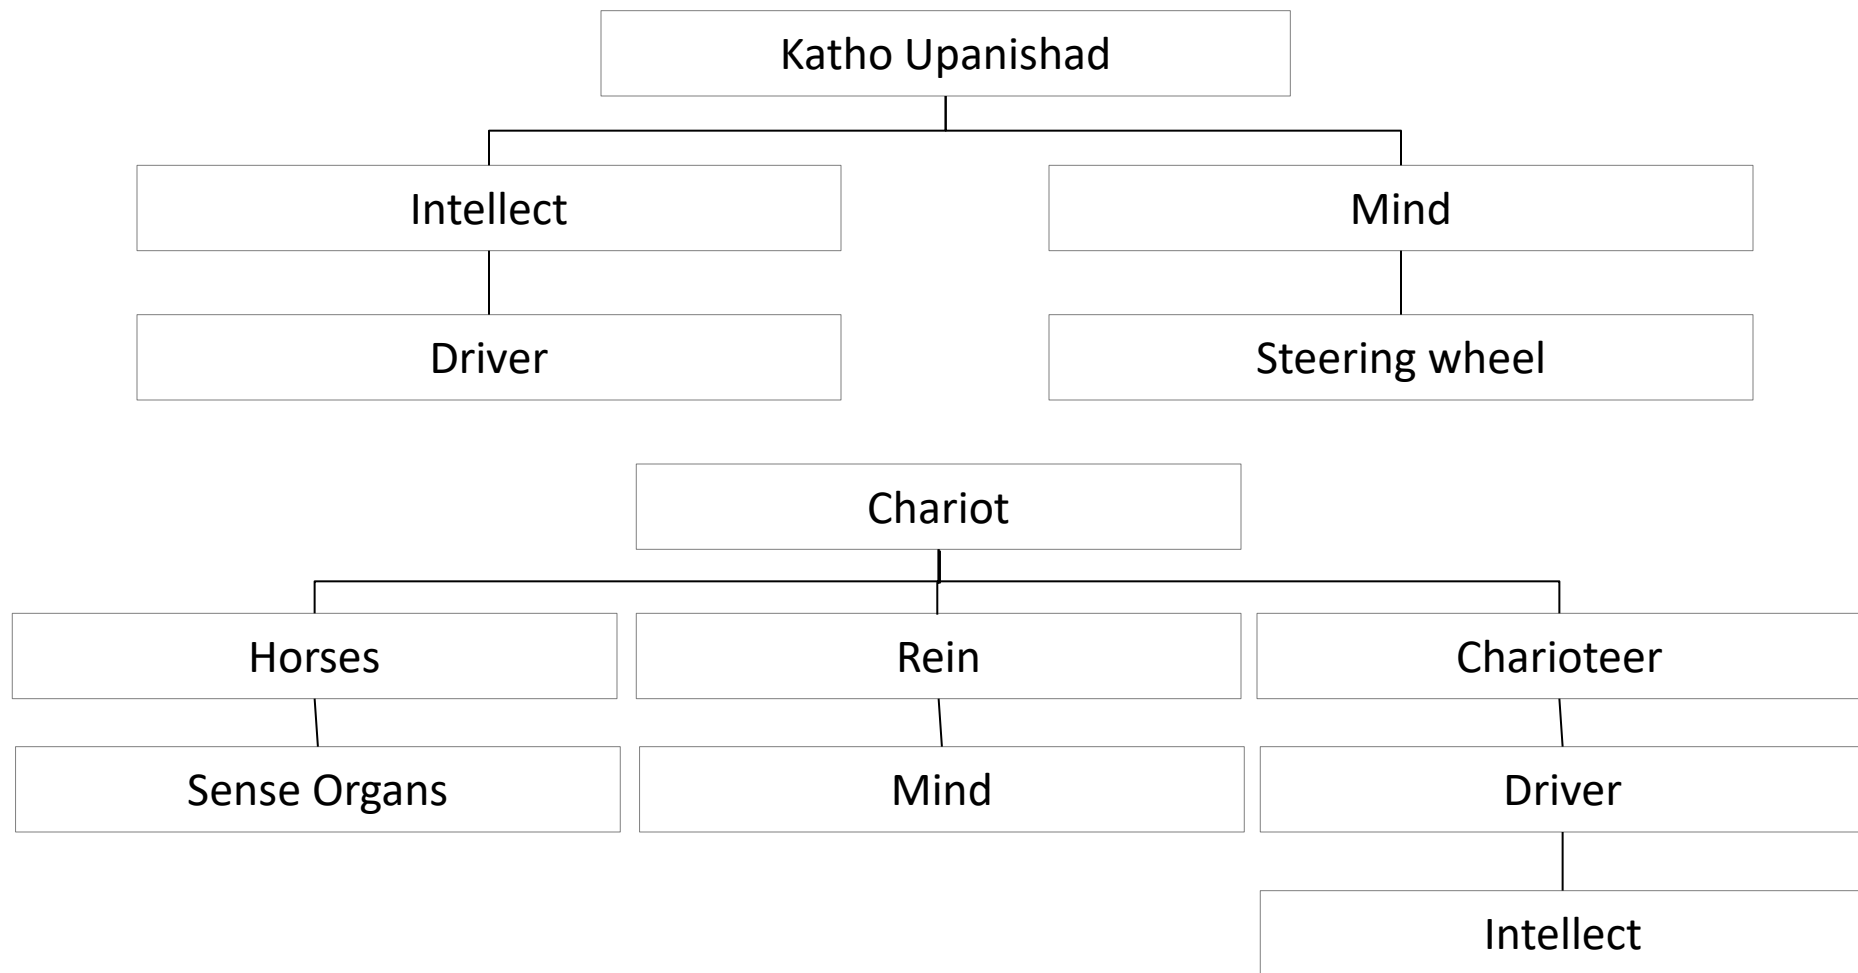 Katho Upanishad
Intellect
Mind
Driver
Steering wheel
Chariot
Horses
Rein
Charioteer
Sense Organs
Mind
Driver
Intellect